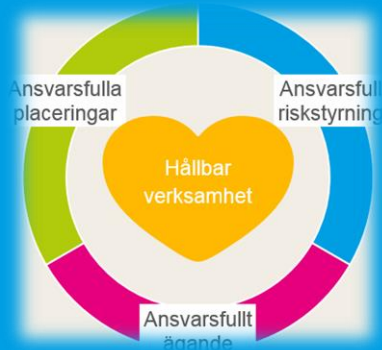 Ansvarsfulla
placeringar
Ansvarsfull
riskstyrning
Hållbar
verksamhet
Ansvarsfullt
ägande